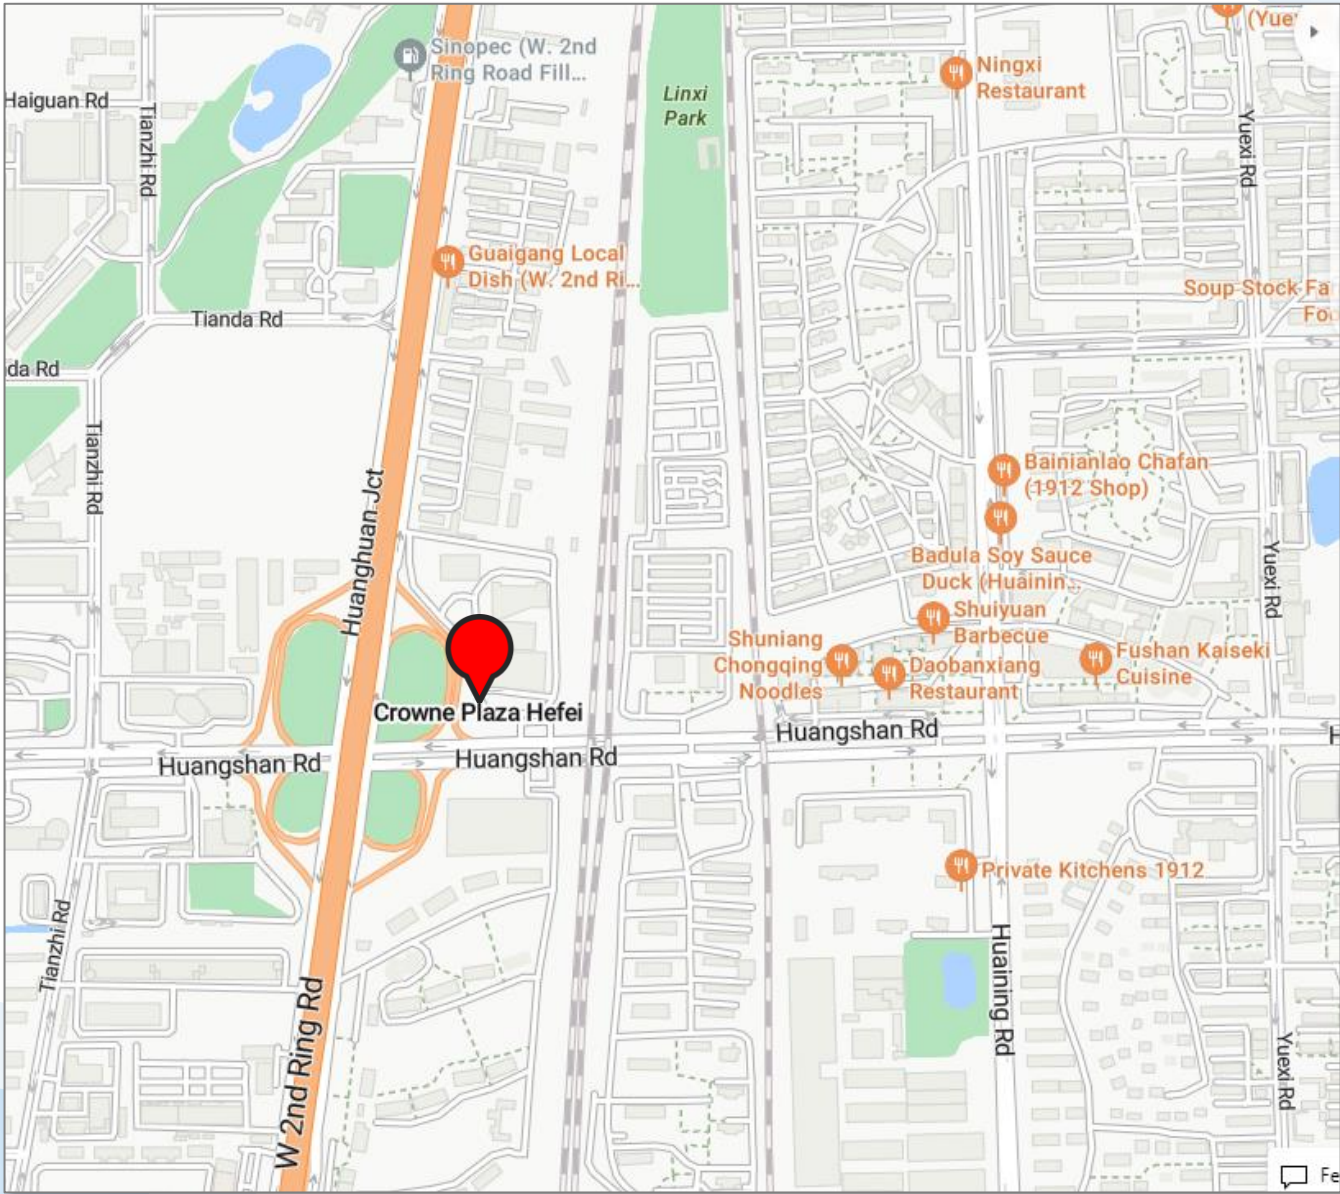 (Yue
Sinopec (W. 2nd
Ring Road Fill...
Ningxi
Restaurant
Linxi
Park
Haiguan Rd
Tianzhi Rd
Yuexi Rd
Guaigang Local
Dish (W. 2nd Ri...
Soup Stock Fa
Fo
Tianda Rd
da Rd
Tianzhi Rd
Huanghuan Jct
Bainianlao Chafan
(1912 Shop)
Badula Soy Sauce
Duck (Huainin...
Yuexi Rd
Shuiyuan
Barbecue
Shuniang
Chongqing
Noodles
Daobanxiang
Restaurant
Fushan Kaiseki
Cuisine
Crowne Plaza Hefei
Huangshan Rd
Huangshan Rd
Huangshan Rd
H
Private Kitchens 1912
Tianzhi Rd
Huaining Rd
W 2nd Ring Rd
Yuexi Rd
Fe